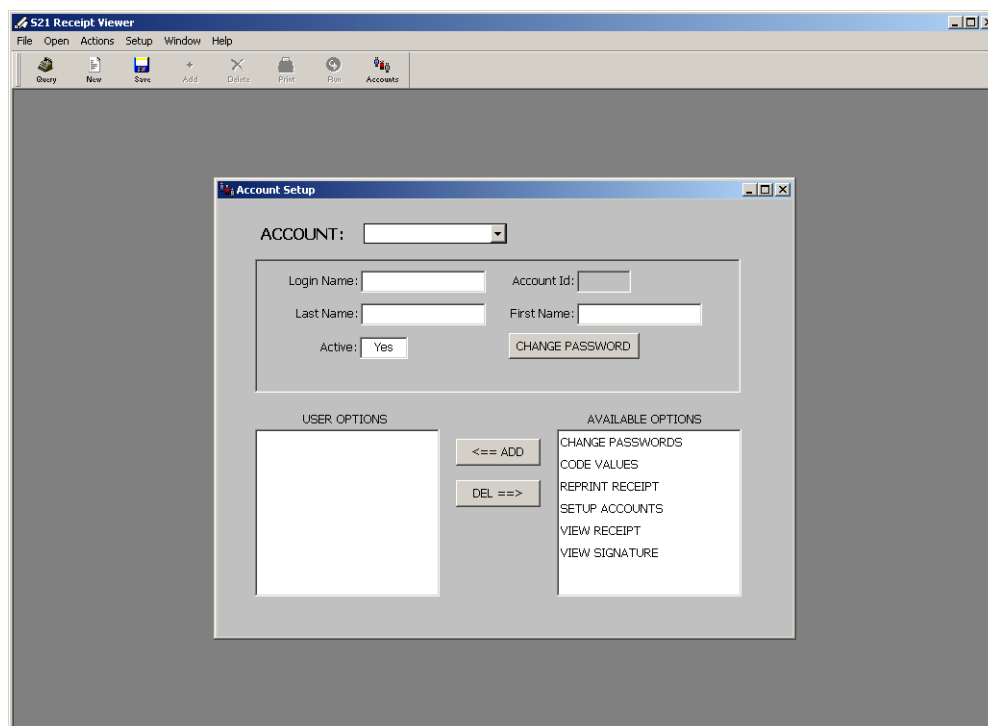 S21 Receipt Viewer
File Open Actions Setup Window Help
Query New Save Add Delete Print Run Accounts
Account Setup
ACCOUNT:
Login Name: Account Id:
Last Name: First Name:
Active: Yes CHANGE PASSWORD
USER OPTIONS AVAILABLE OPTIONS
<== ADD
DEL ==>
CHANGE PASSWORDS
CODE VALUES
REPRINT RECEIPT
SETUP ACCOUNTS
VIEW RECEIPT
VIEW SIGNATURE